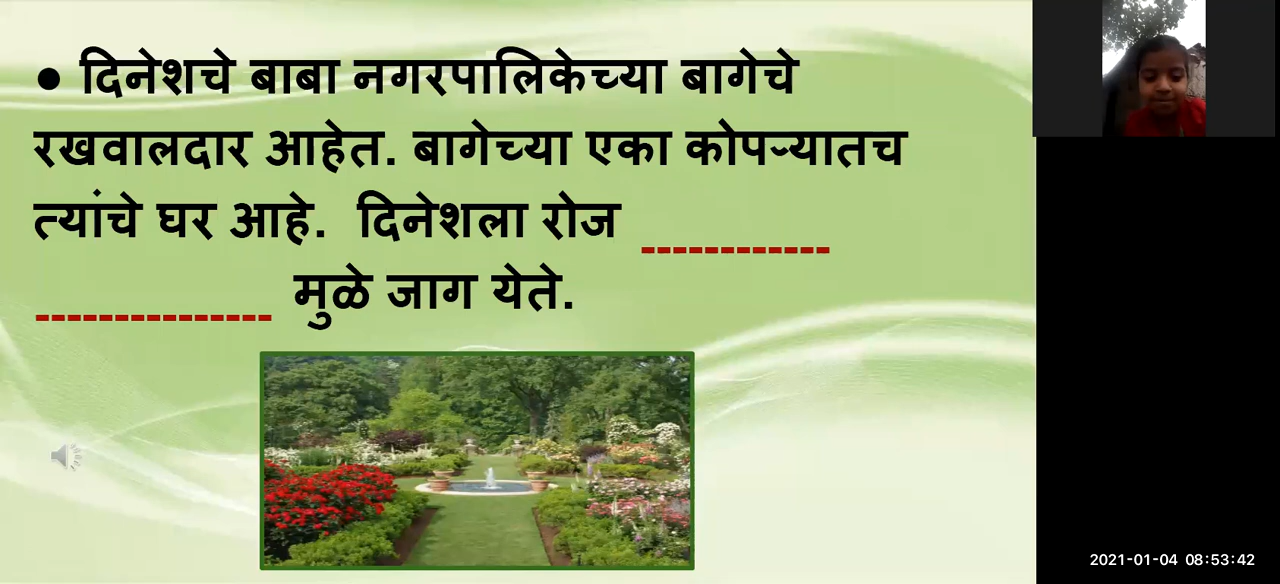 ● दिनेशचे बाबा नगरपालिकेच्या बागेचे
रखवालदार आहेत. बागेच्या एका कोपऱ्यातच
त्यांचे घर आहे. दिनेशला रोज ------------
--------------- मुळे जाग येते.
2021-01-04 08:53:42